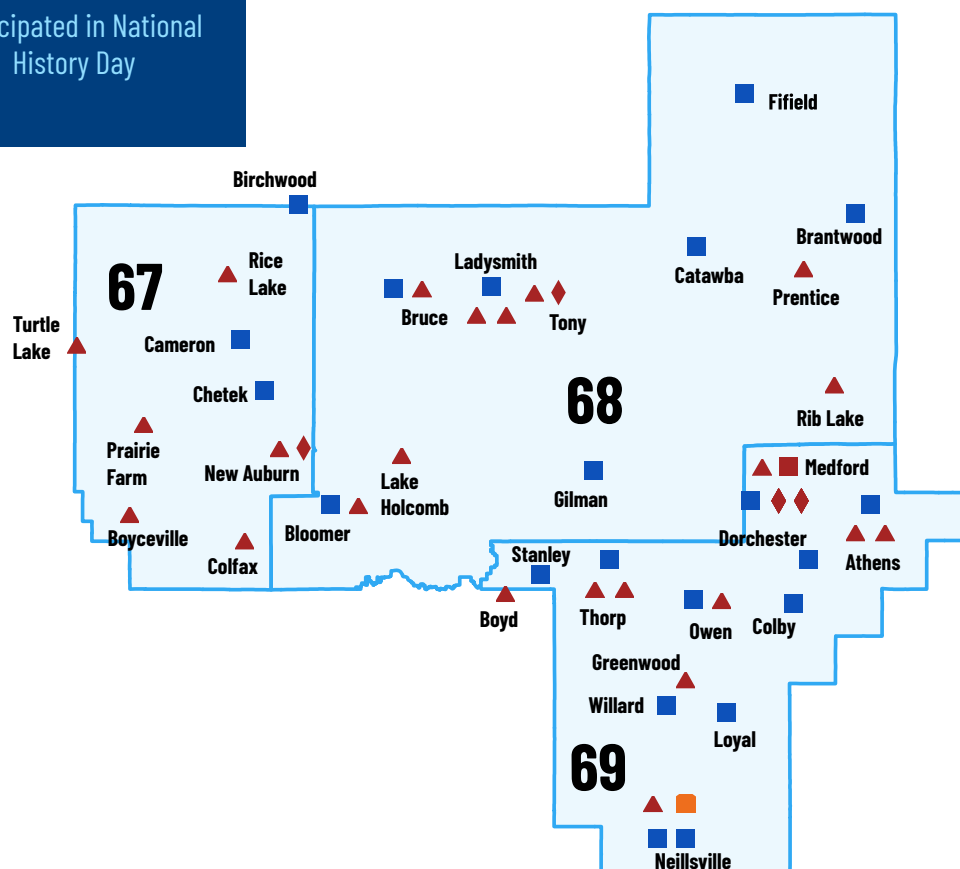 cipated in National
History Day
Fifield
Birchwood
Brantwood
Rice
Lake
Ladysmith
Catawba
67
Prentice
Turtle
Lake
Bruce
Tony
Cameron
Chetek
68
Rib Lake
Prairie
Farm
New Auburn
Lake
Holcomb
Medford
Gilman
Bloomer
Boyceville
Dorchester
Stanley
Colfax
Athens
Boyd
Thorp
Owen
Colby
Greenwood
Willard
Loyal
69
Neillsville